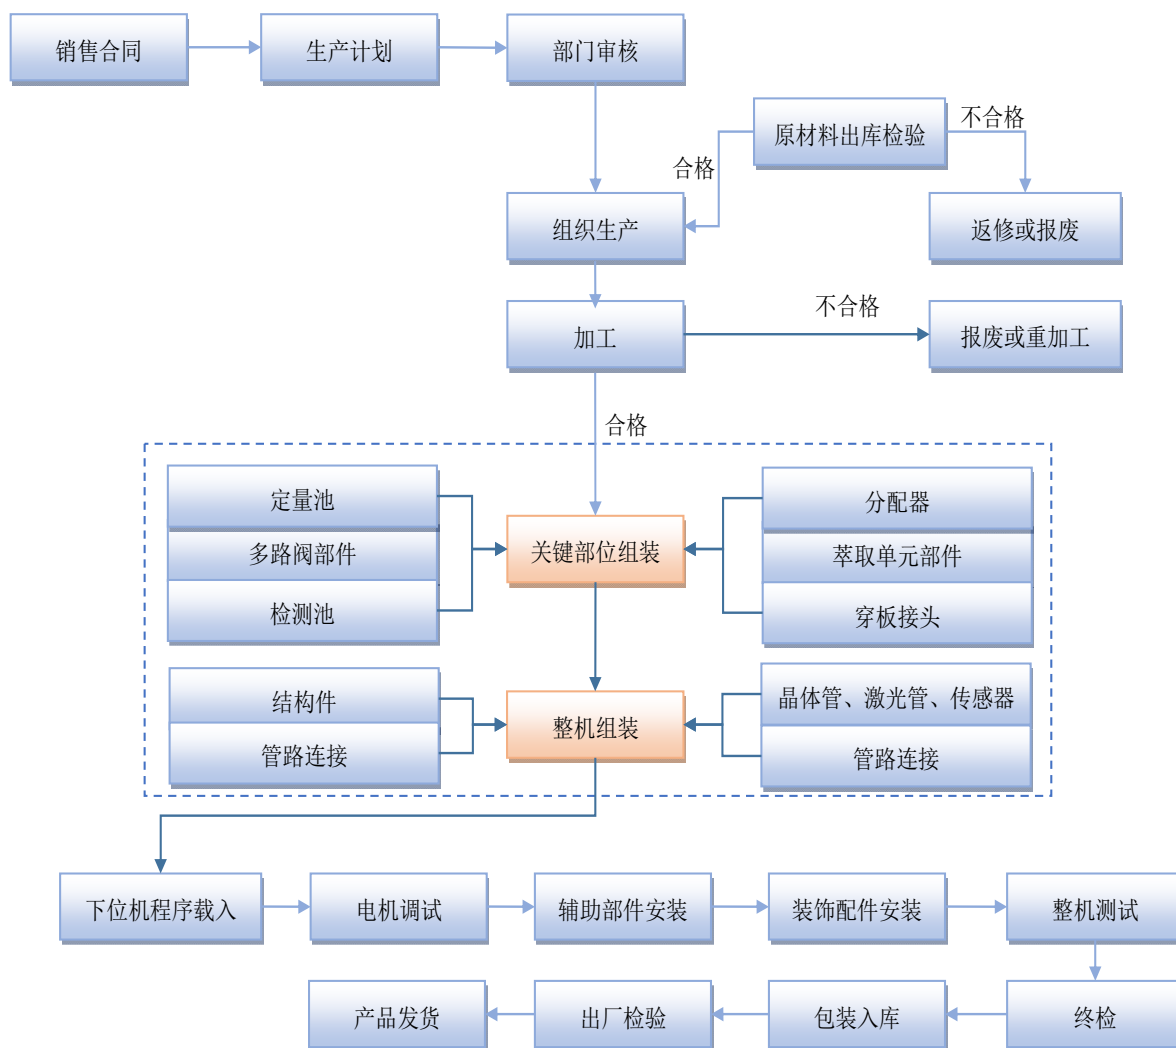 销售合同
生产计划
部门审核
原材料出库检验
不合格
合格
组织生产
返修或报废
加工
不合格
报废或重加工
合格
定量池
多路阀部件
检测池
关键部位组装
分配器
萃取单元部件
穿板接头
结构件
管路连接
整机组装
晶体管、激光管、传感器
管路连接
下位机程序载入
电机调试
辅助部件安装
装饰配件安装
整机测试
产品发货
出厂检验
包装入库
终检